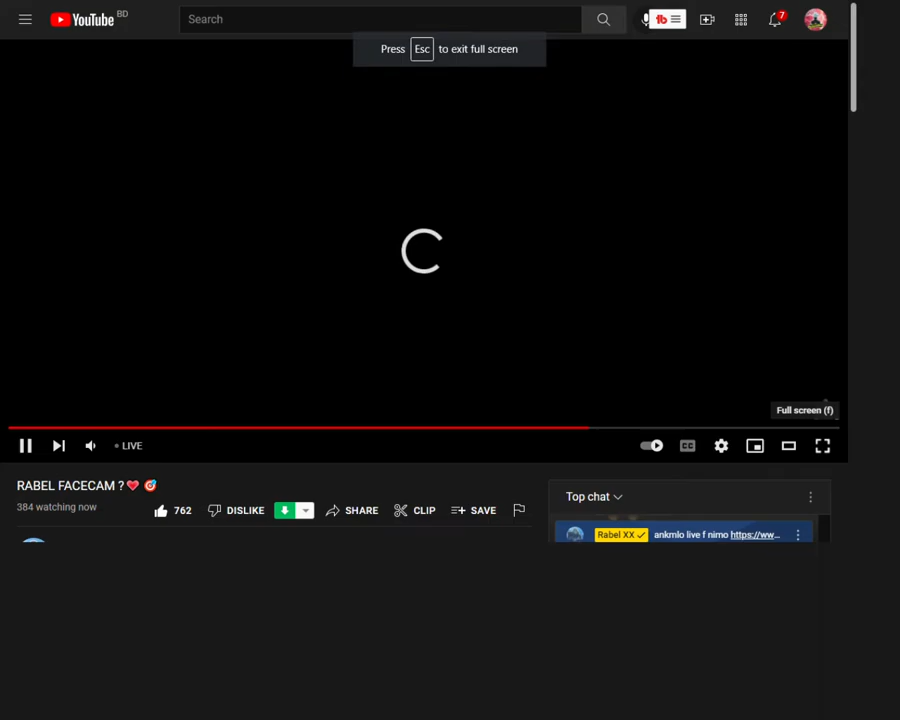 YouTube BD
Search
fb
7
Press Esc to exit full screen
Full screen (f)
• LIVE
CC
RABEL FACECAM ?❤️ 🎯
384 watching now
762 DISLIKE SHARE CLIP SAVE
Top chat
Rabel XX ankmlo live f nimo https://ww...